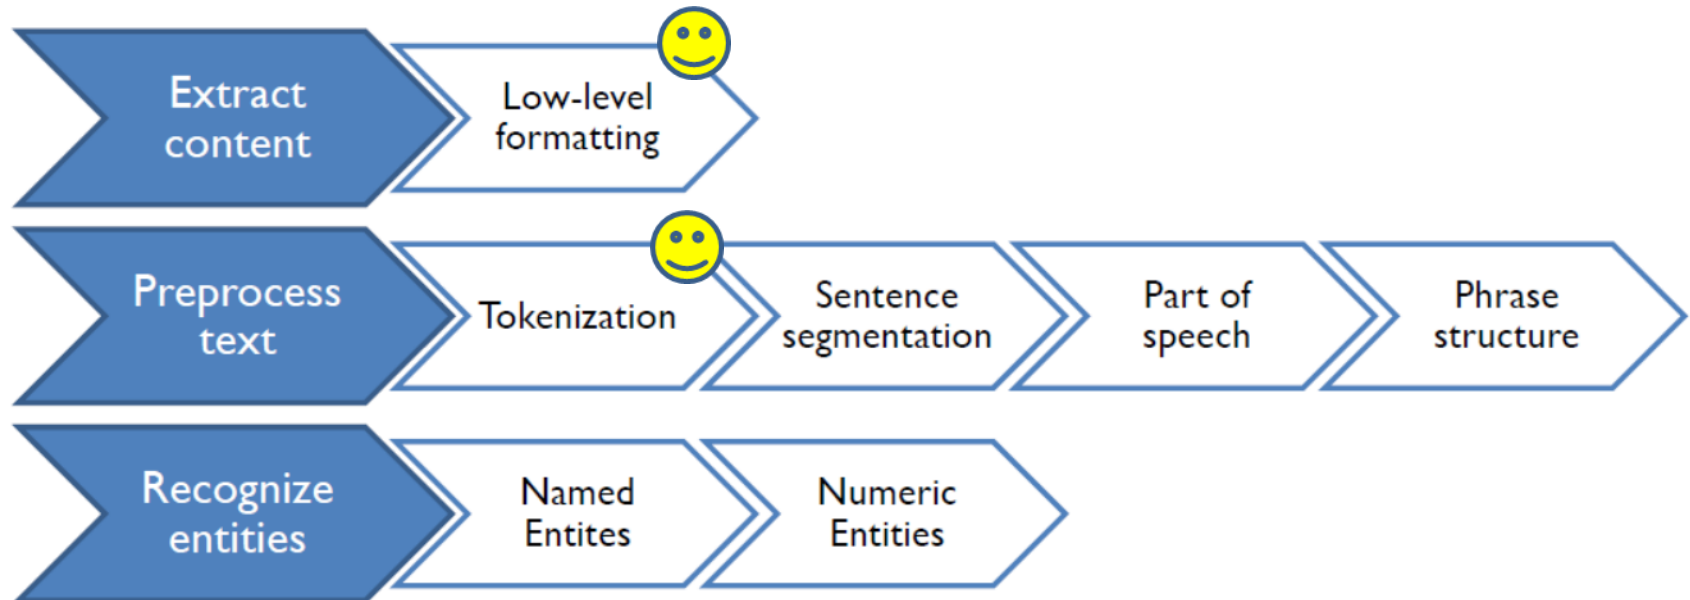 Extract
content
Low-level
formatting
Preprocess
text
Tokenization
Sentence
segmentation
Part of
speech
Phrase
structure
Recognize
entities
Named
Entites
Numeric
Entities